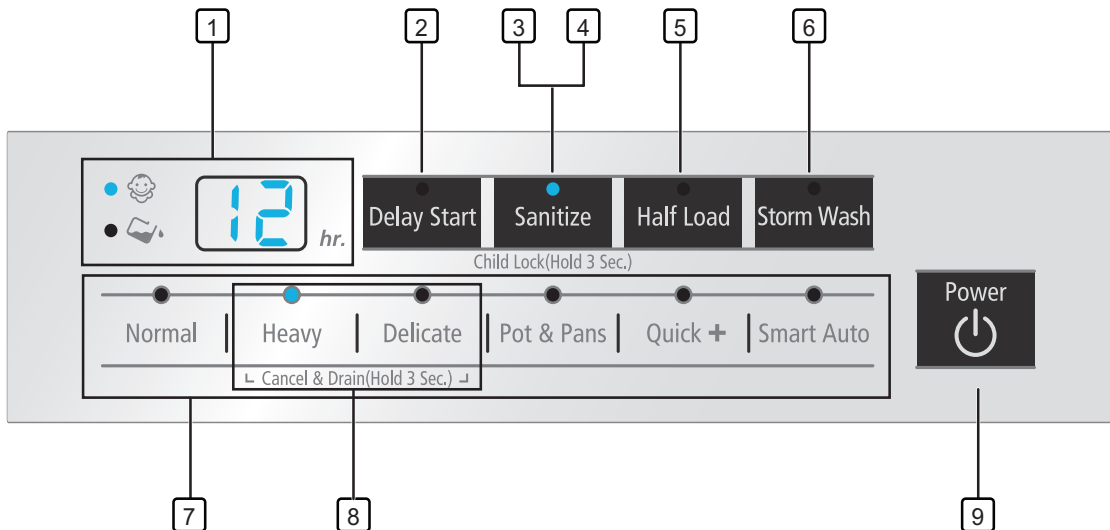 1 2 3 4 5 6
12 hr.
Delay Start Sanitize Half Load Storm Wash
Child Lock(Hold 3 Sec.)
Power
Normal Heavy Delicate Pot & Pans Quick + Smart Auto
Cancel & Drain(Hold 3 Sec.)
7 8 9